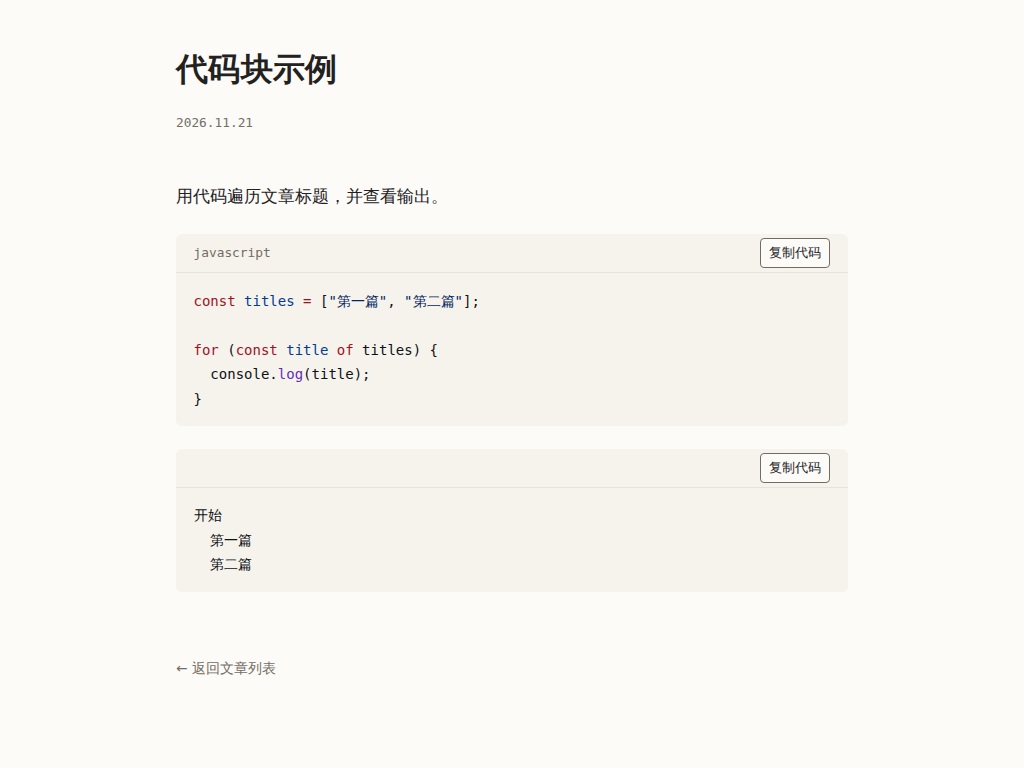 代码块示例
2026.11.21
用代码遍历文章标题，并查看输出。
javascript
复制代码
const titles = ["第一篇", "第二篇"];
for (const title of titles) {
  console.log(title);
}
复制代码
开始
  第一篇
  第二篇
← 返回文章列表